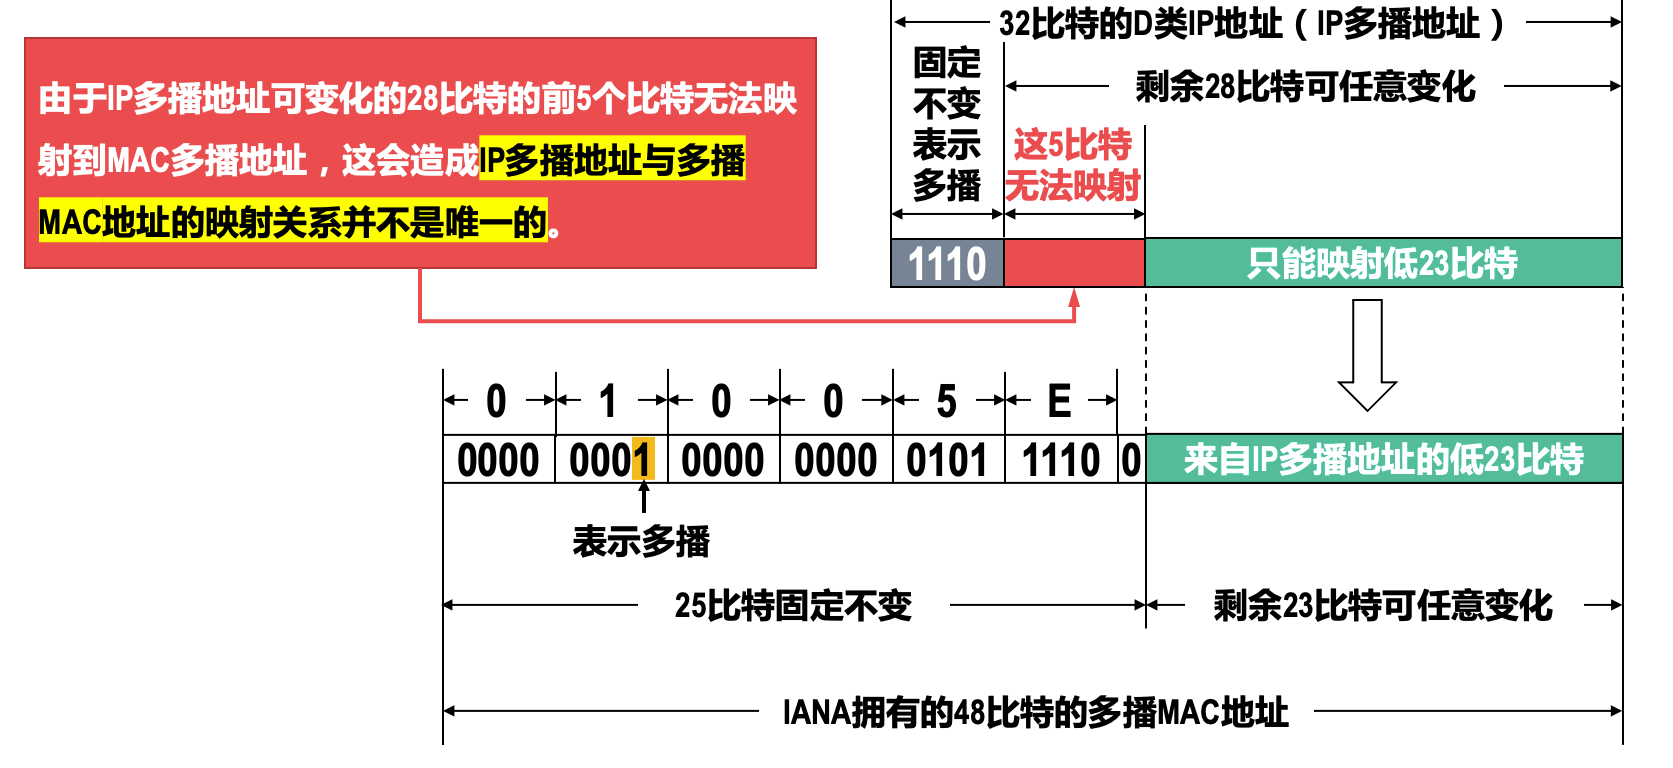 32比特的D类IP地址（IP多播地址）
固定
不变
表示
多播
剩余28比特可任意变化
这5比特
无法映射
由于IP多播地址可变化的28比特的前5个比特无法映
射到MAC多播地址，这会造成IP多播地址与多播
MAC地址的映射关系并不是唯一的。
1110
只能映射低23比特
0 1 0 0 5 E
0000 0001 0000 0000 0101 1110 0 来自IP多播地址的低23比特
表示多播
25比特固定不变
剩余23比特可任意变化
IANA拥有的48比特的多播MAC地址